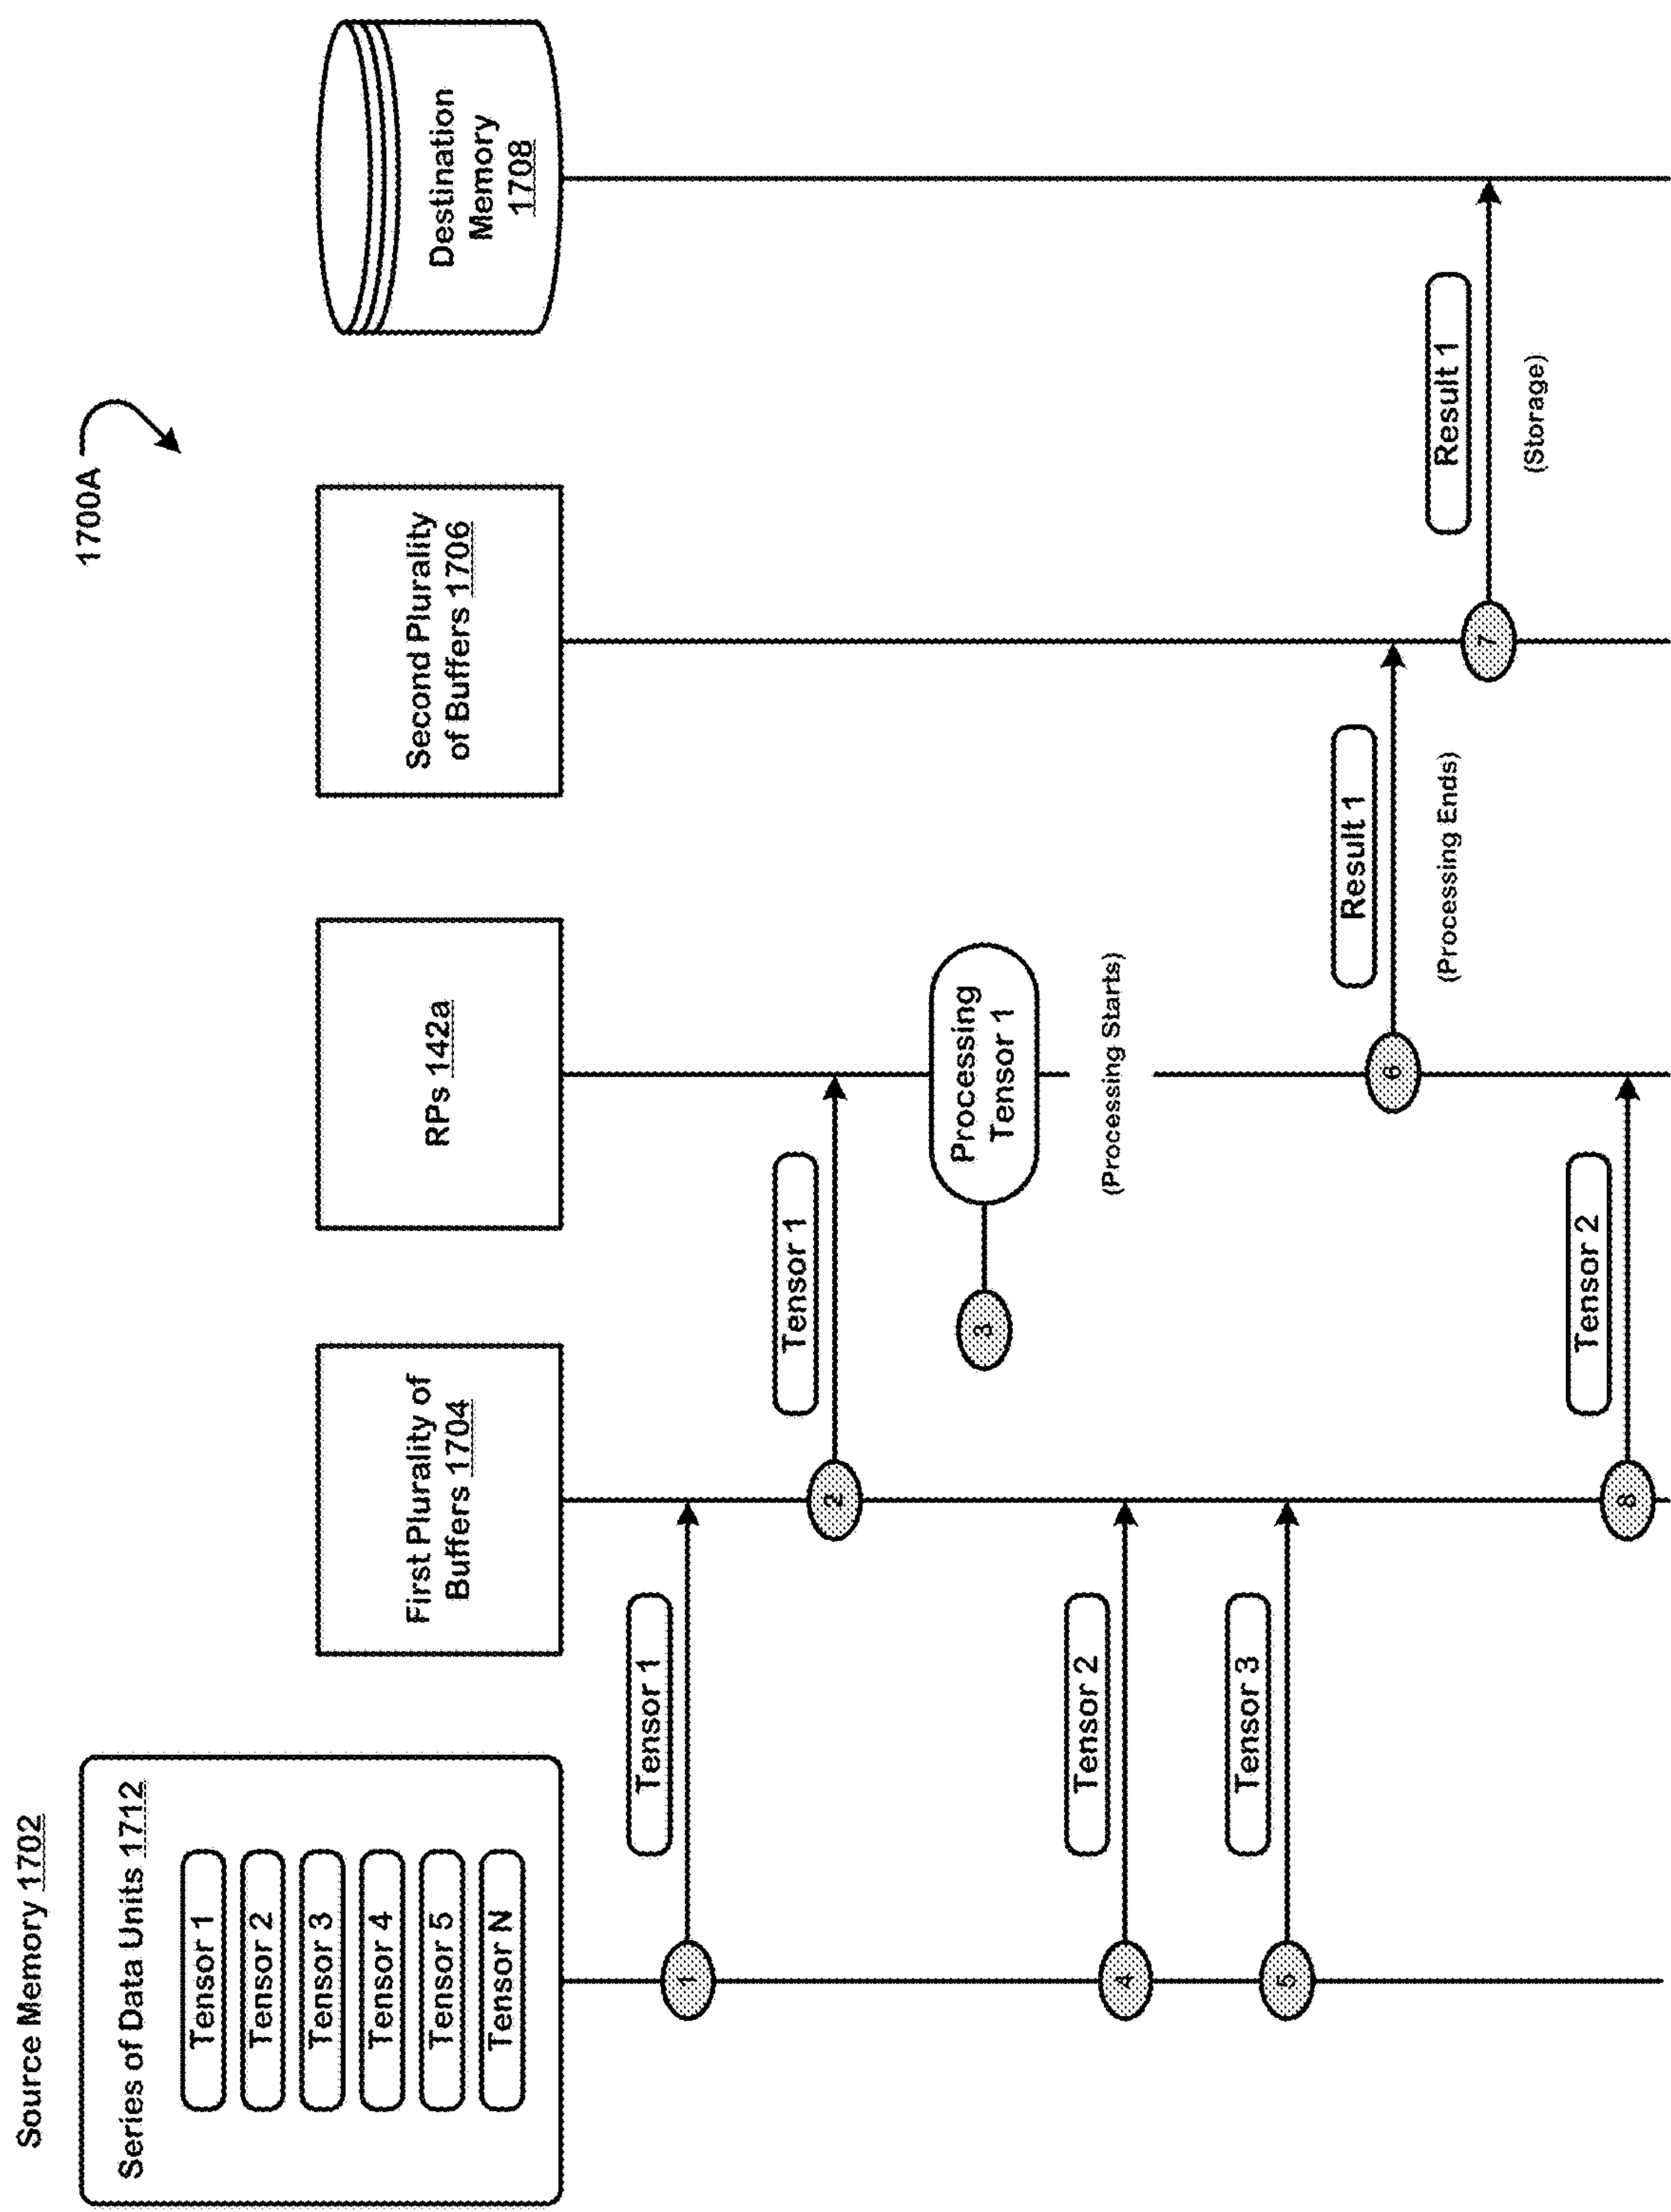 1700A
Source Memory 1702
Series of Data Units 1712
Tensor 1
Tensor 2
Tensor 3
Tensor 4
Tensor 5
Tensor N
First Plurality of
Buffers 1704
RPs 142a
Second Plurality
of Buffers 1706
Destination
Memory
1708
1
Tensor 1
2
Tensor 1
3
Processing
Tensor 1
(Processing Starts)
4
Tensor 2
5
Tensor 3
6
Result 1
(Processing Ends)
7
Result 1
(Storage)
8
Tensor 2